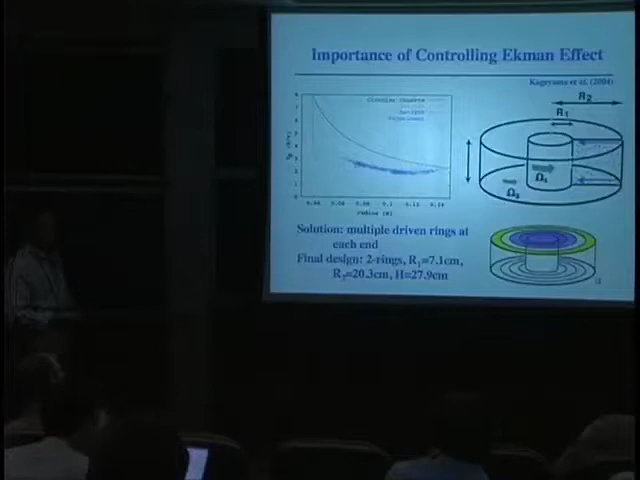 Importance of Controlling Ekman Effect
Kageyama et al. (2004)
R2
R1
Ω1
Ω2
radius [m]
Solution: multiple driven rings at
each end
Final design: 2-rings, R1=7.1cm,
R2=20.3cm, H=27.9cm